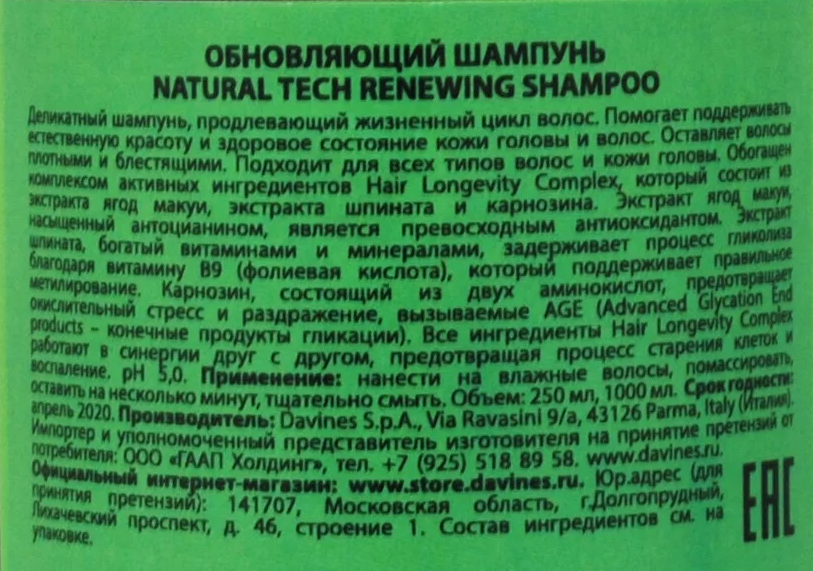 ОБНОВЛЯЮЩИЙ ШАМПУНЬ
NATURAL TECH RENEWING SHAMPOO
Деликатный шампунь, продлевающий жизненный цикл волос. Помогает поддерживать
естественную красоту и здоровое состояние кожи головы и волос. Оставляет волосы
плотными и блестящими. Подходит для всех типов волос и кожи головы. Обогащен
комплексом активных ингредиентов Hair Longevity Complex, который состоит из
экстракта ягод макуи, экстракта шпината и карнозина. Экстракт ягод макуи,
насыщенный антоцианином, является превосходным антиоксидантом. Экстракт
шпината, богатый витаминами и минералами, задерживает процесс гликолиза
благодаря витамину B9 (фолиевая кислота), который поддерживает правильное
метилирование. Карнозин, состоящий из двух аминокислот, предотвращает
окислительный стресс и раздражение, вызываемые AGE (Advanced Glycation End
products – конечные продукты гликации). Все ингредиенты Hair Longevity Complex
работают в синергии друг с другом, предотвращая процесс старения клеток и
воспаление. pH 5,0. Применение: нанести на влажные волосы, помассировать,
оставить на несколько минут, тщательно смыть. Объем: 250 мл, 1000 мл. Срок годности:
апрель 2020. Производитель: Davines S.p.A., Via Ravasini 9/a, 43126 Parma, Italy (Италия).
Импортер и уполномоченный представитель изготовителя на принятие претензий от
потребителя: ООО «ГААП Холдинг», тел. +7 (925) 518 89 58. www.davines.ru.
Официальный интернет-магазин: www.store.davines.ru. Юр.адрес (для
принятия претензий): 141707, Московская область, г.Долгопрудный,
Лихачевский проспект, д. 46, строение 1. Состав ингредиентов см. на
упаковке.
EAC